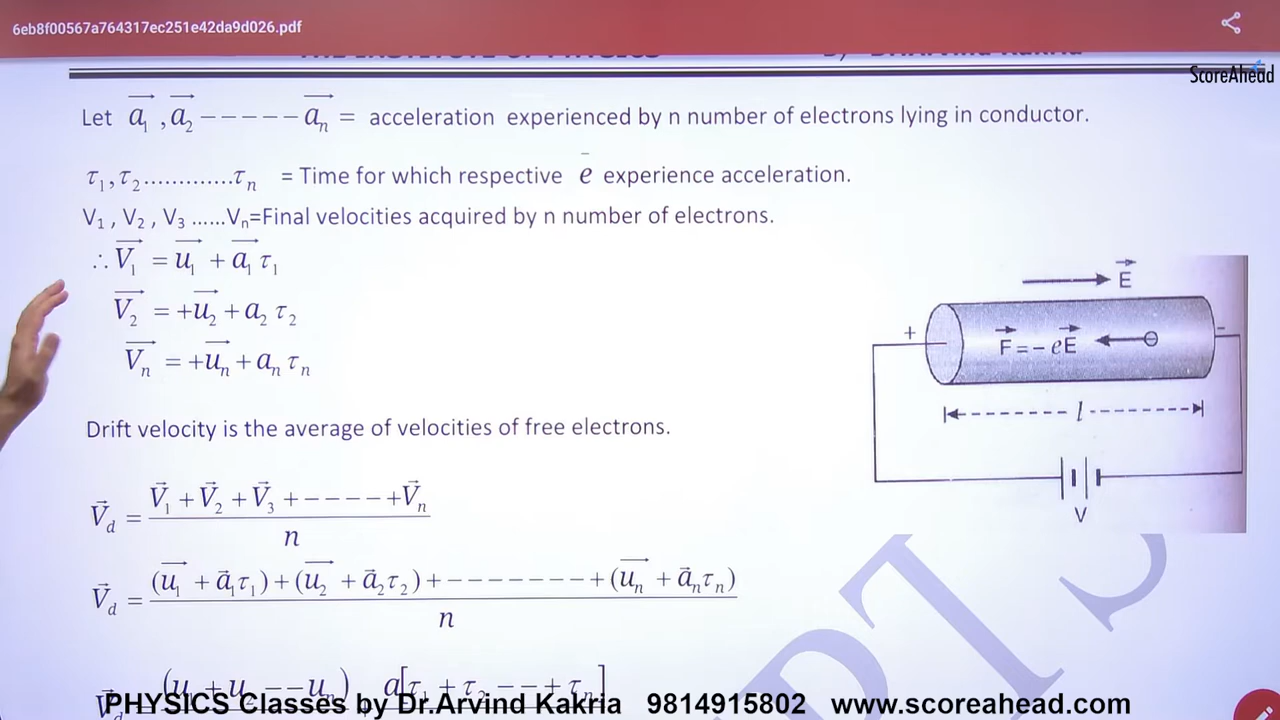 6eb8f00567a764317ec251e42da9d026.pdf
ScoreAhead
Let a₁ , a₂ - - - - - aₙ = acceleration experienced by n number of electrons lying in conductor.
τ₁, τ₂.............τₙ = Time for which respective e̅ experience acceleration.
V₁ , V₂ , V₃ ......Vₙ=Final velocities acquired by n number of electrons.
∴ V₁ = u₁ + a₁ τ₁
V₂ = +u₂ + a₂ τ₂
Vₙ = +uₙ + aₙ τₙ
Drift velocity is the average of velocities of free electrons.
V_d = (V₁ + V₂ + V₃ + - - - - - +Vₙ) / n
V_d = ((u₁ + a₁τ₁) + (u₂ + a₂τ₂) + - - - - - - - - + (uₙ + aₙτₙ)) / n
E
+ -
F = − eE ⊖
l
V
PHYSICS Classes by Dr.Arvind Kakria 9814915802 www.scoreahead.com